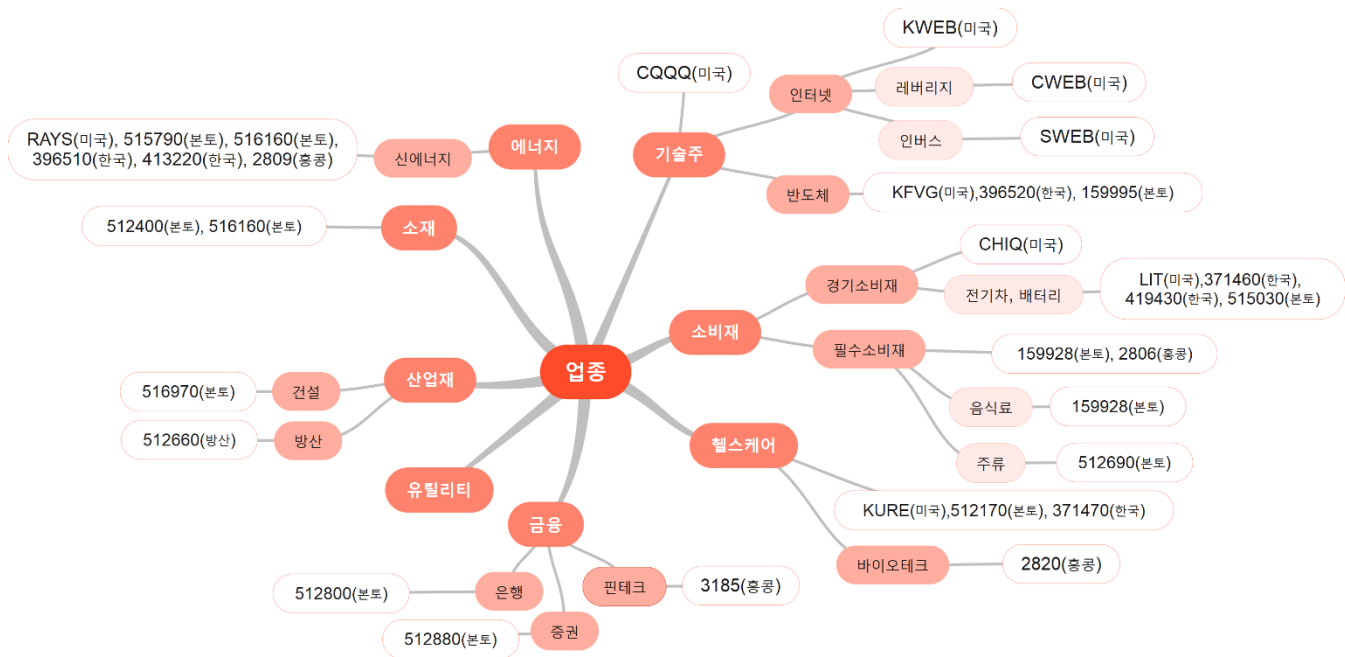 업종
기술주
CQQQ(미국)
인터넷
KWEB(미국)
레버리지
CWEB(미국)
인버스
SWEB(미국)
반도체
KFVG(미국),396520(한국), 159995(본토)
소비재
경기소비재
CHIQ(미국)
전기차, 배터리
LIT(미국),371460(한국),
419430(한국), 515030(본토)
필수소비재
159928(본토), 2806(홍콩)
음식료
159928(본토)
주류
512690(본토)
헬스케어
KURE(미국),512170(본토), 371470(한국)
바이오테크
2820(홍콩)
금융
핀테크
3185(홍콩)
증권
512880(본토)
은행
512800(본토)
유틸리티
산업재
건설
516970(본토)
방산
512660(방산)
소재
512400(본토), 516160(본토)
에너지
신에너지
RAYS(미국), 515790(본토), 516160(본토),
396510(한국), 413220(한국), 2809(홍콩)